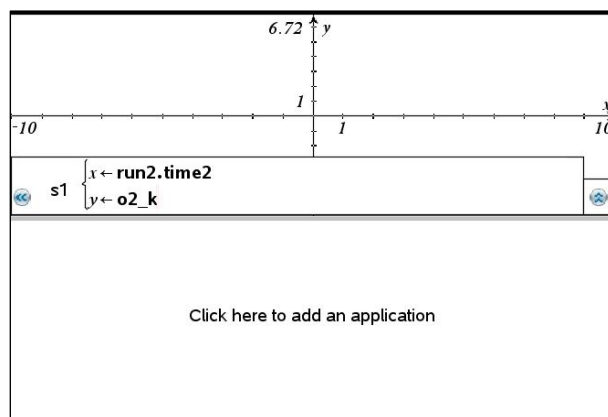 6.72 y
1
x
-10 1 10
s1 { x ← run2.time2
y ← o2_k
Click here to add an application